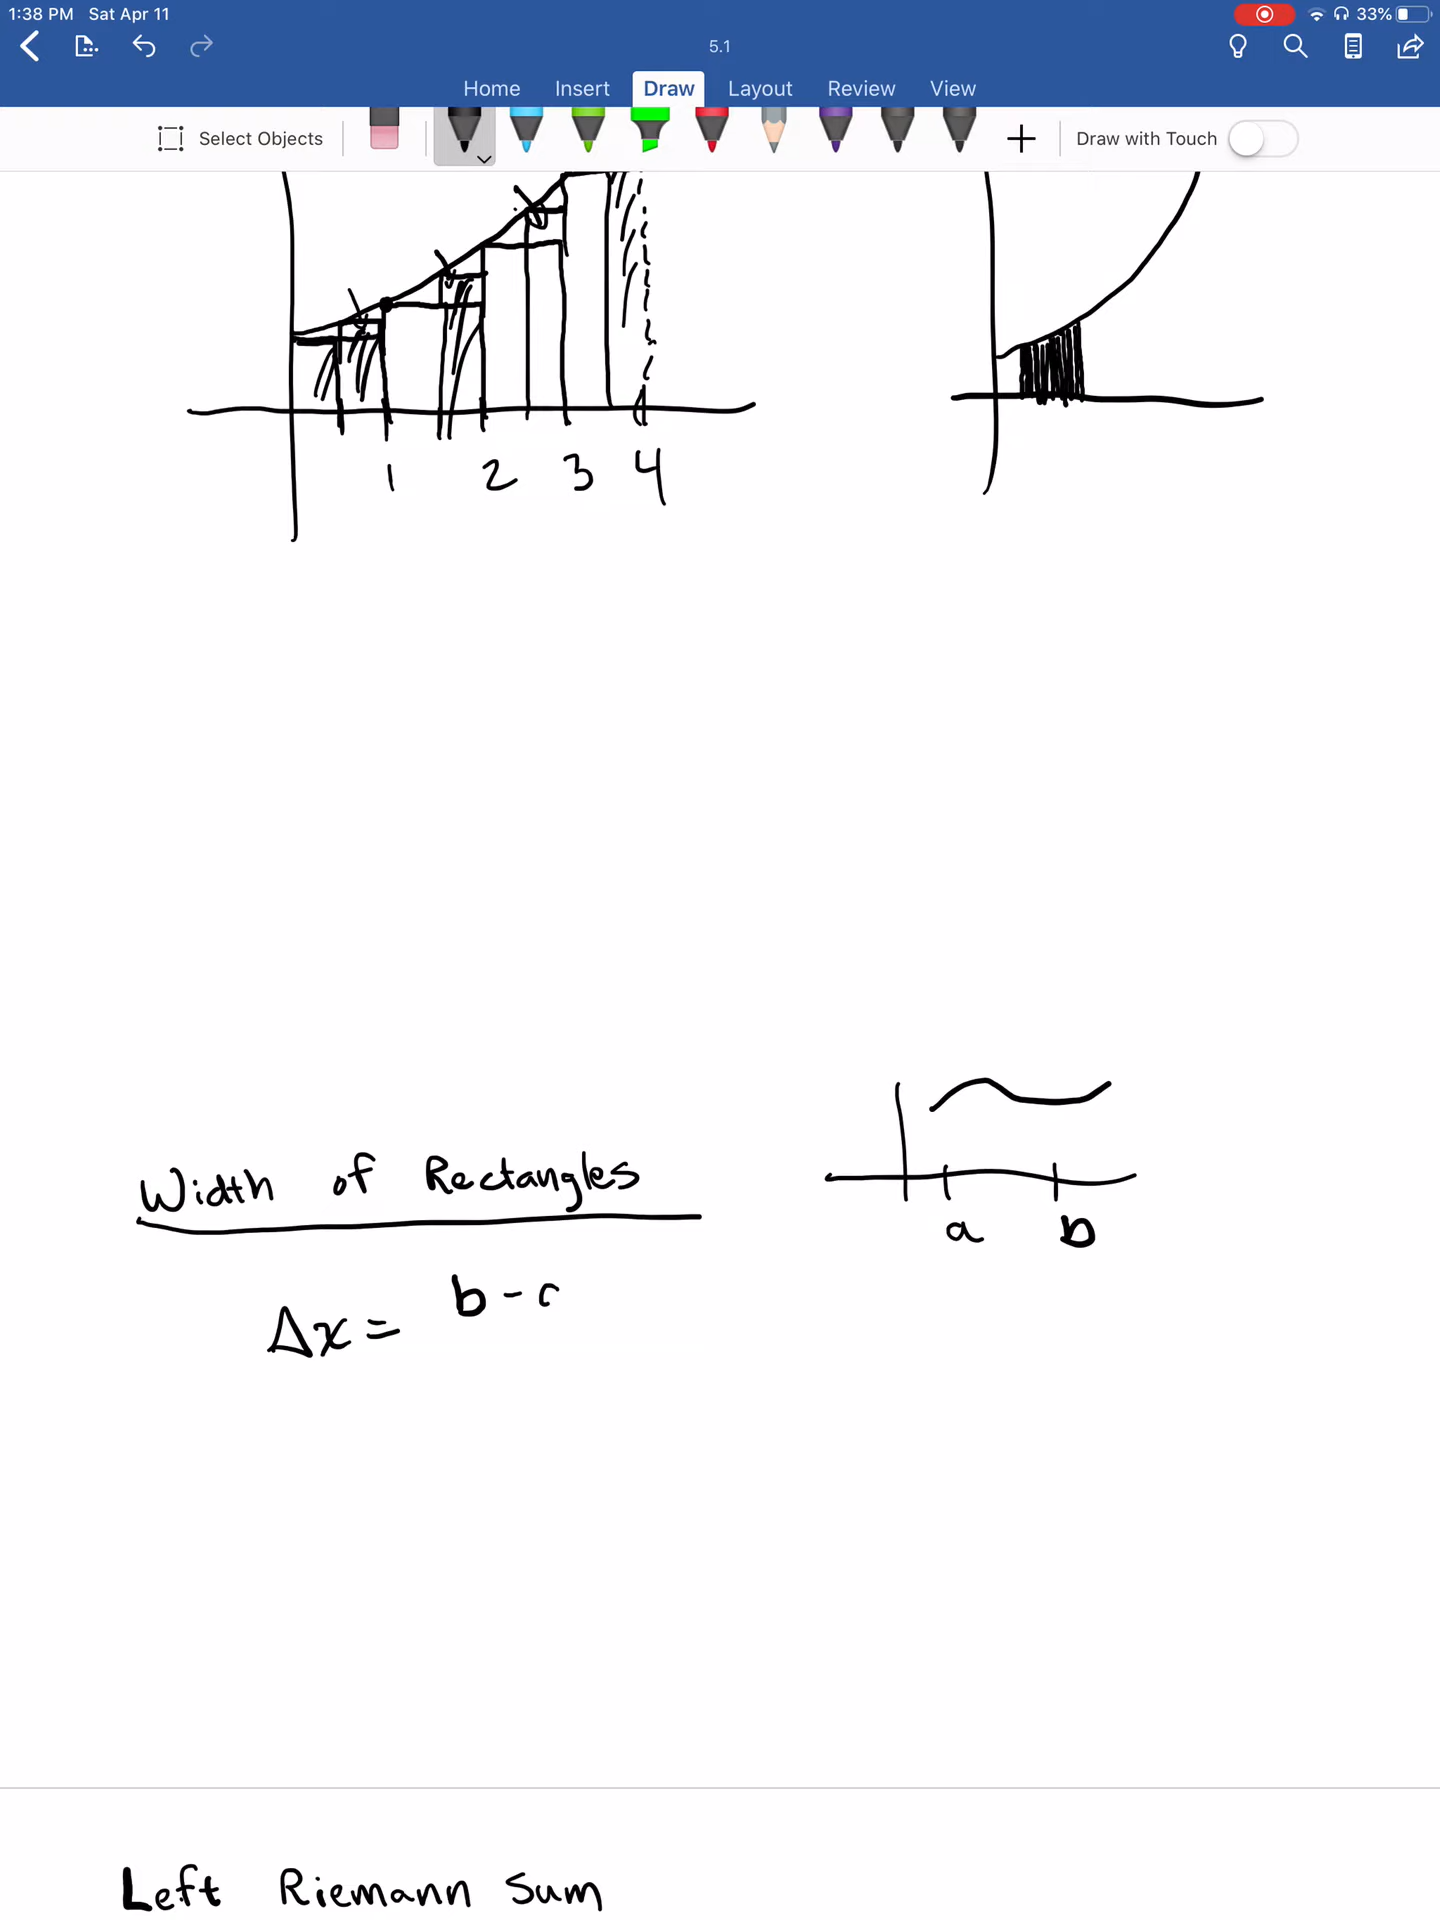 1:38 PM Sat Apr 11
33%
5.1
Home Insert Draw Layout Review View
Select Objects
Draw with Touch
1 2 3 4
Width of Rectangles
a b
b -
Δx =
Left Riemann Sum